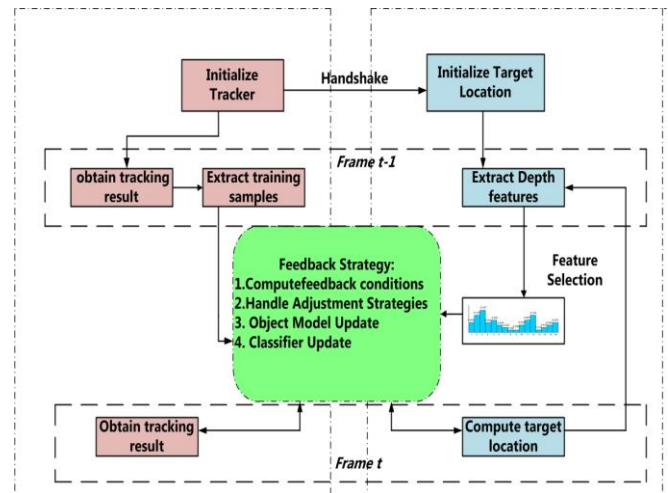 Initialize
Tracker
Handshake
Initialize Target
Location
Frame t-1
obtain tracking
result
Extract training
samples
Extract Depth
features
Feature
Selection
Feedback Strategy:
1.Computefeedback conditions
2.Handle Adjustment Strategies
3. Object Model Update
4. Classifier Update
Obtain tracking
result
Compute target
location
Frame t